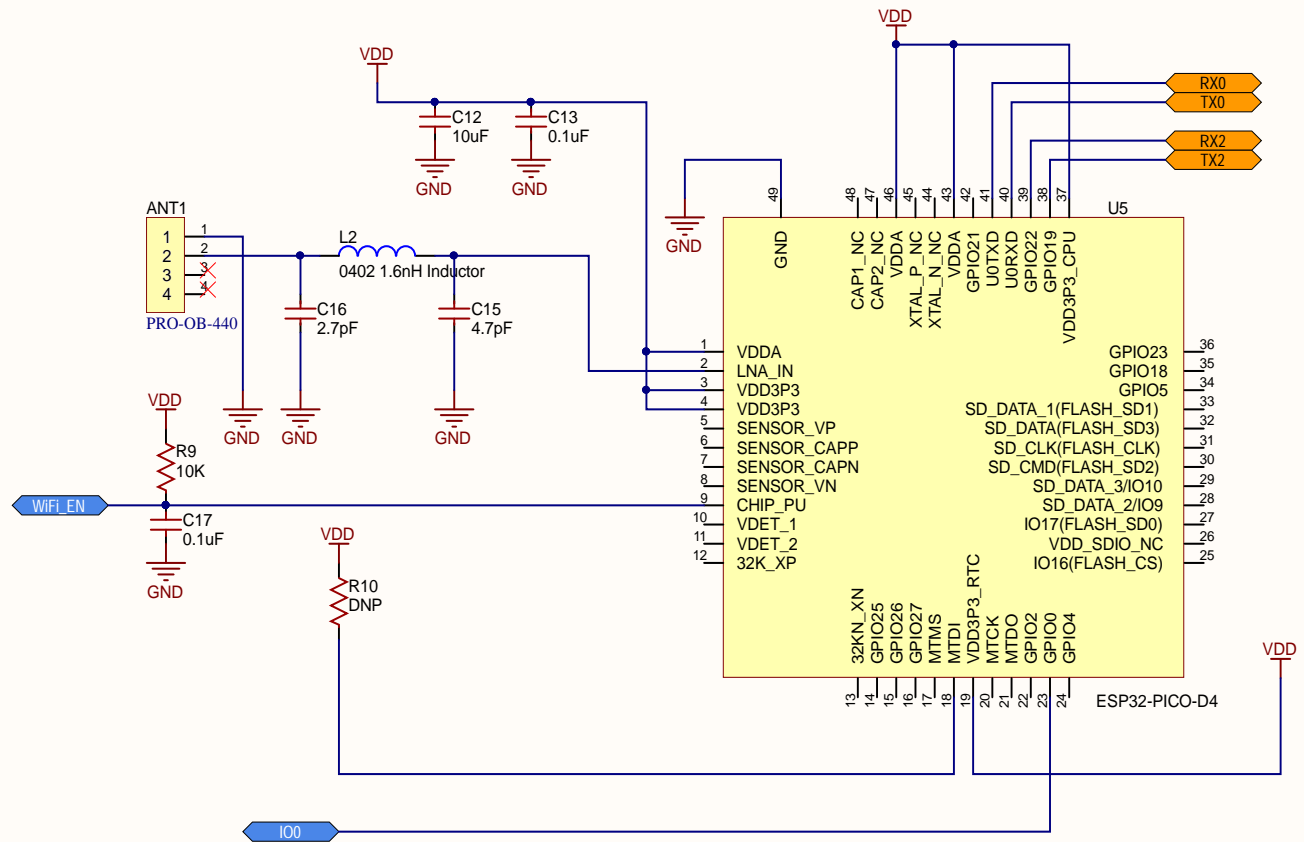 VDD
VDD
RX0
TX0
RX2
TX2
C12
10uF
C13
0.1uF
GND
GND
ANT1
1
2
3
4
1
2
3
4
PRO-OB-440
L2
0402 1.6nH Inductor
C16
2.7pF
C15
4.7pF
GND
GND
GND
GND
49
48
47
46
45
44
43
42
41
40
39
38
37
U5
GND
CAP1_NC
CAP2_NC
VDDA
XTAL_P_NC
XTAL_N_NC
VDDA
GPIO21
U0TXD
U0RXD
GPIO22
GPIO19
VDD3P3_CPU
1 VDDA
2 LNA_IN
3 VDD3P3
4 VDD3P3
5 SENSOR_VP
6 SENSOR_CAPP
7 SENSOR_CAPN
8 SENSOR_VN
9 CHIP_PU
10 VDET_1
11 VDET_2
12 32K_XP
GPIO23 36
GPIO18 35
GPIO5 34
SD_DATA_1(FLASH_SD1) 33
SD_DATA(FLASH_SD3) 32
SD_CLK(FLASH_CLK) 31
SD_CMD(FLASH_SD2) 30
SD_DATA_3/IO10 29
SD_DATA_2/IO9 28
IO17(FLASH_SD0) 27
VDD_SDIO_NC 26
IO16(FLASH_CS) 25
VDD
R9
10K
WiFi_EN
C17
0.1uF
GND
VDD
R10
DNP
32KN_XN
GPIO25
GPIO26
GPIO27
MTMS
MTDI
VDD3P3_RTC
MTCK
MTDO
GPIO2
GPIO0
GPIO4
13
14
15
16
17
18
19
20
21
22
23
24
ESP32-PICO-D4
VDD
IO0